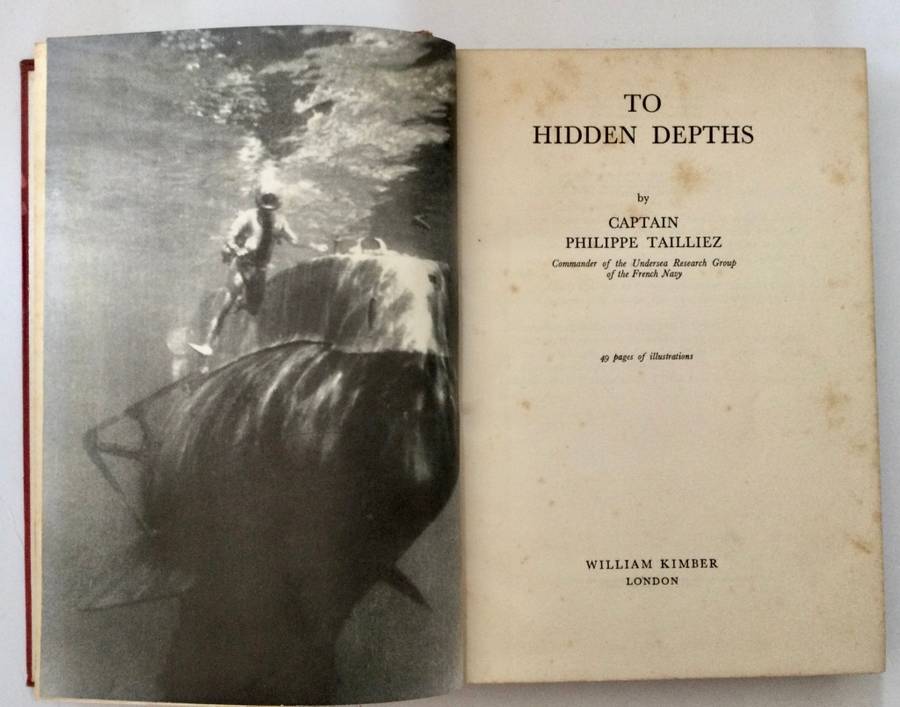 TO
HIDDEN DEPTHS
by
CAPTAIN
PHILIPPE TAILLIEZ
Commander of the Undersea Research Group
of the French Navy
49 pages of illustrations
WILLIAM KIMBER
LONDON